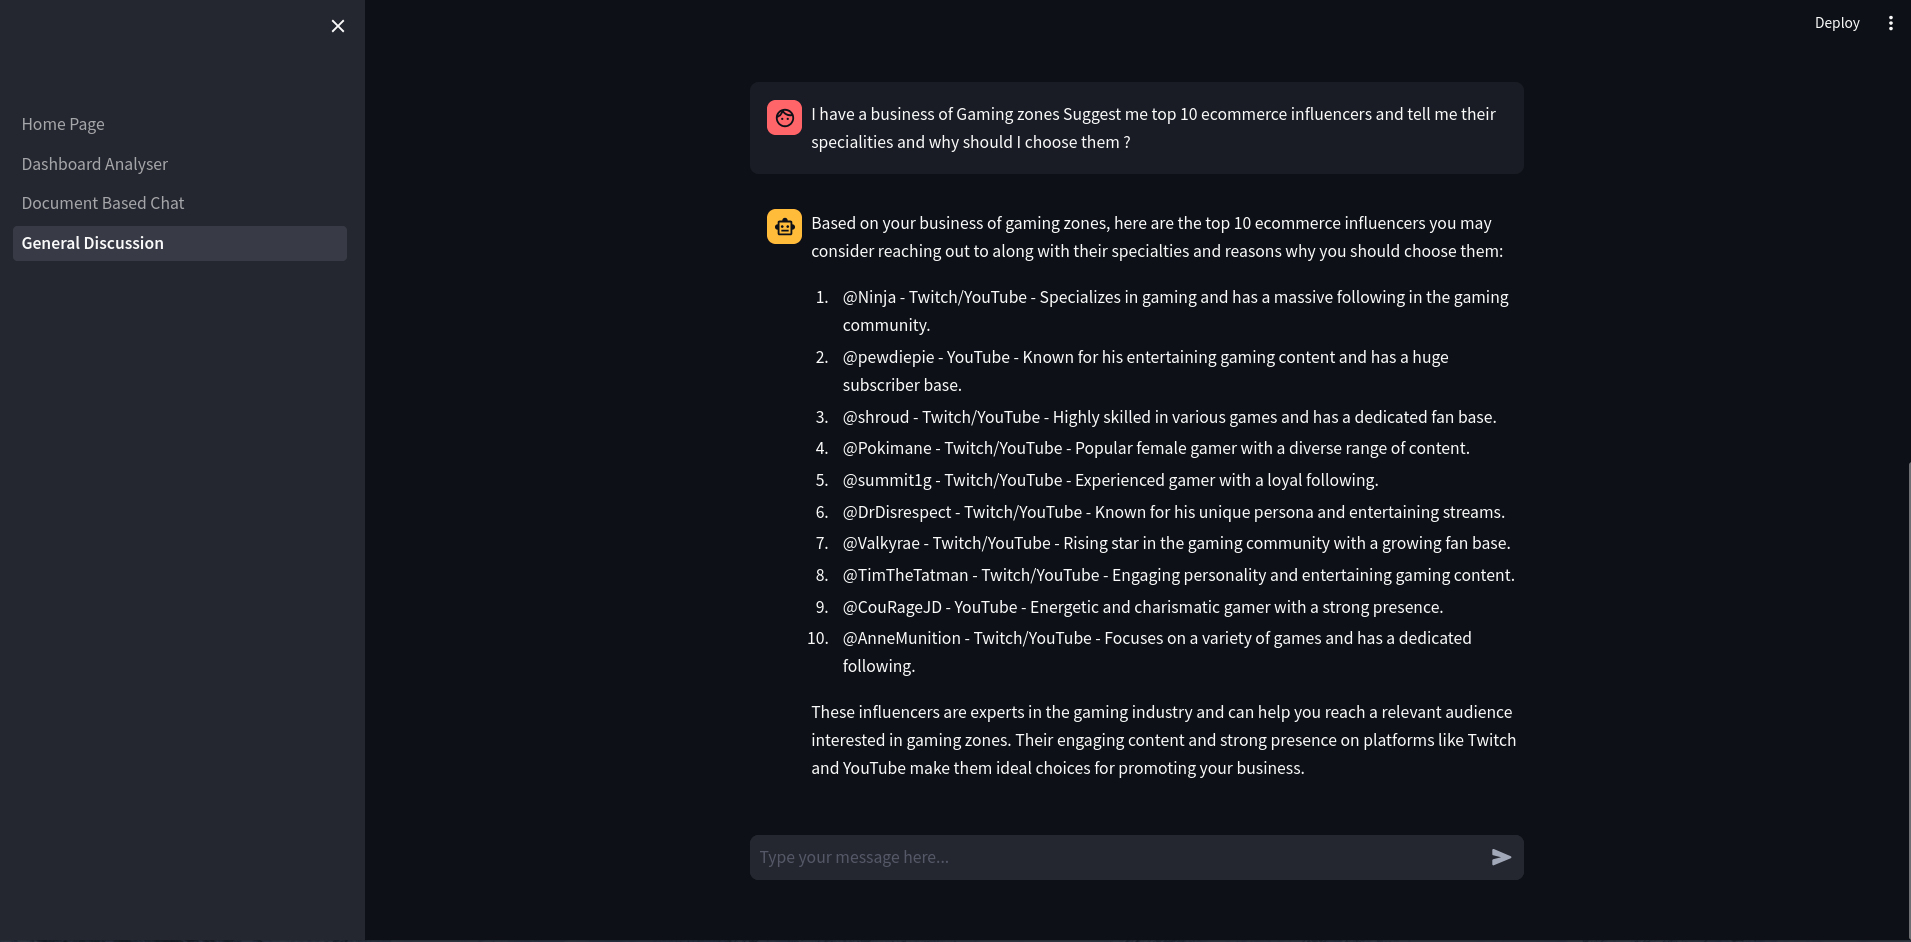 Deploy
Home Page
Dashboard Analyser
Document Based Chat
General Discussion
I have a business of Gaming zones Suggest me top 10 ecommerce influencers and tell me their
specialities and why should I choose them ?
Based on your business of gaming zones, here are the top 10 ecommerce influencers you may
consider reaching out to along with their specialties and reasons why you should choose them:
1. @Ninja - Twitch/YouTube - Specializes in gaming and has a massive following in the gaming
community.
2. @pewdiepie - YouTube - Known for his entertaining gaming content and has a huge
subscriber base.
3. @shroud - Twitch/YouTube - Highly skilled in various games and has a dedicated fan base.
4. @Pokimane - Twitch/YouTube - Popular female gamer with a diverse range of content.
5. @summit1g - Twitch/YouTube - Experienced gamer with a loyal following.
6. @DrDisrespect - Twitch/YouTube - Known for his unique persona and entertaining streams.
7. @Valkyrae - Twitch/YouTube - Rising star in the gaming community with a growing fan base.
8. @TimTheTatman - Twitch/YouTube - Engaging personality and entertaining gaming content.
9. @CouRageJD - YouTube - Energetic and charismatic gamer with a strong presence.
10. @AnneMunition - Twitch/YouTube - Focuses on a variety of games and has a dedicated
following.
These influencers are experts in the gaming industry and can help you reach a relevant audience
interested in gaming zones. Their engaging content and strong presence on platforms like Twitch
and YouTube make them ideal choices for promoting your business.
Type your message here...